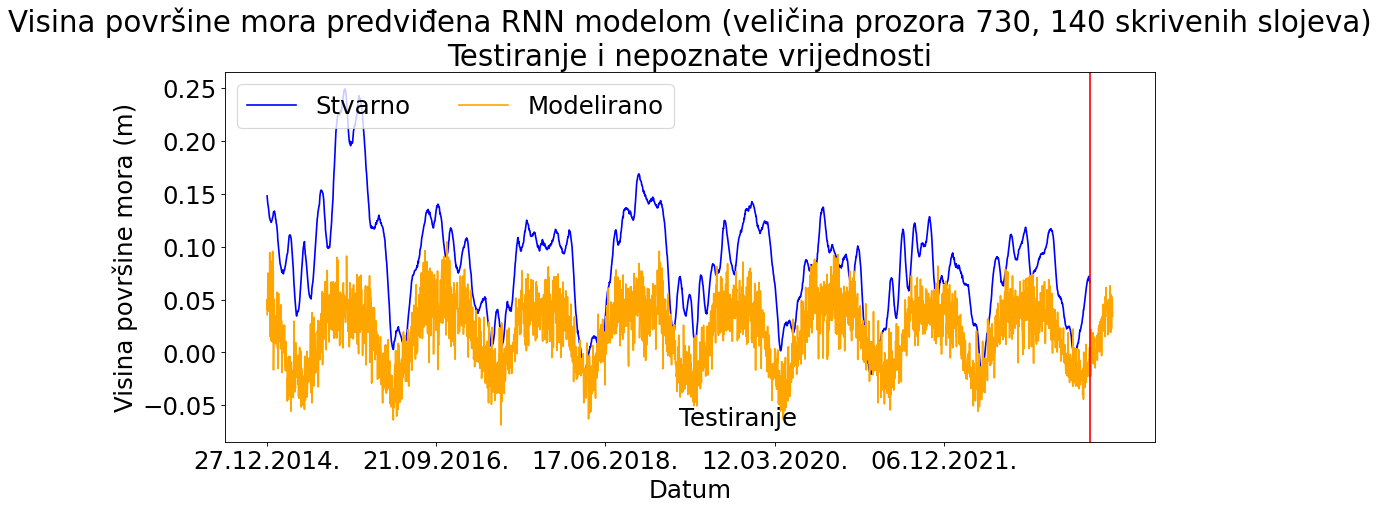 Visina površine mora predviđena RNN modelom (veličina prozora 730, 140 skrivenih slojeva)
Testiranje i nepoznate vrijednosti
Stvarno
Modelirano
Visina površine mora (m)
0.25
0.20
0.15
0.10
0.05
0.00
−0.05
Testiranje
27.12.2014.
21.09.2016.
17.06.2018.
12.03.2020.
06.12.2021.
Datum